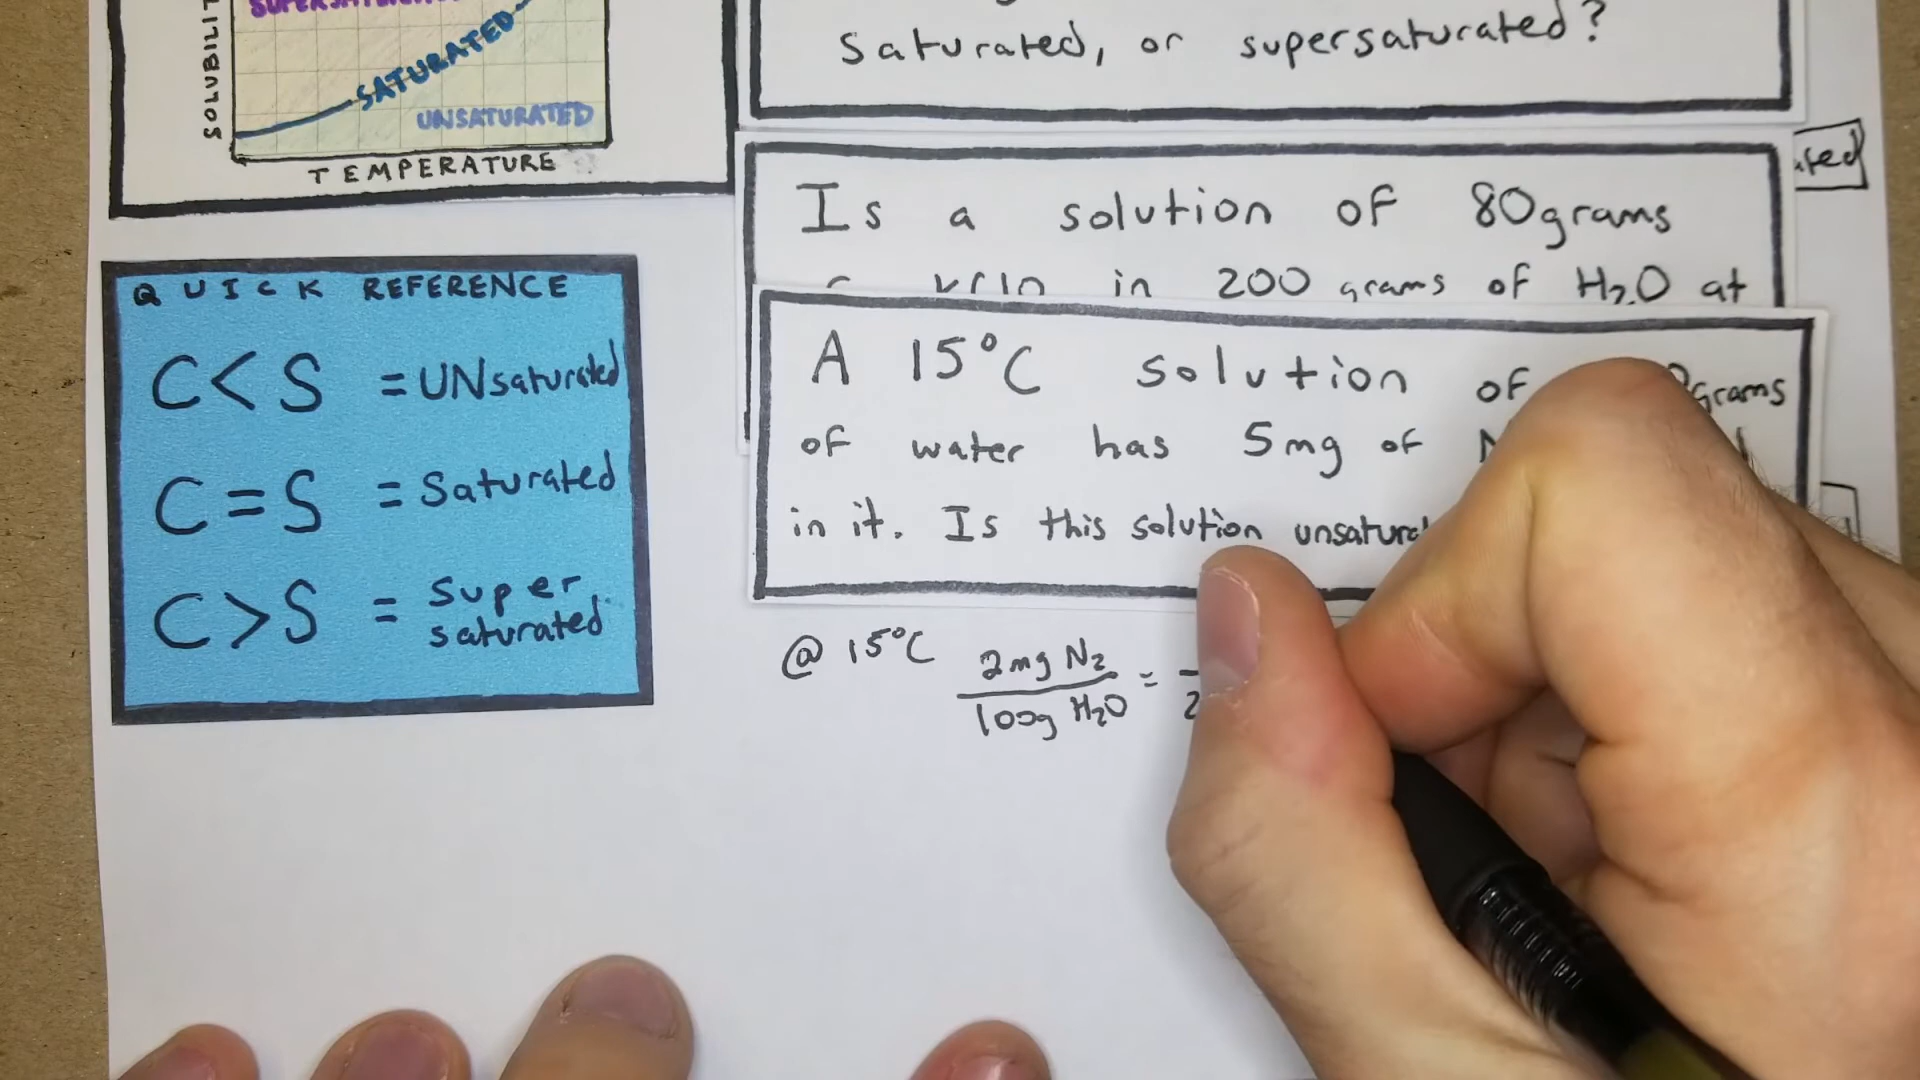 SATURATED
UNSATURATED
TEMPERATURE
QUICK REFERENCE
C < S = UNsaturated
C = S = Saturated
C > S = Super
saturated
saturated, or supersaturated?
Is a solution of 80grams
in 200 grams of H2O at
A 15°C solution of grams
of water has 5mg of
in it. Is this solution
@ 15°C 2mg N2
100g H2O =